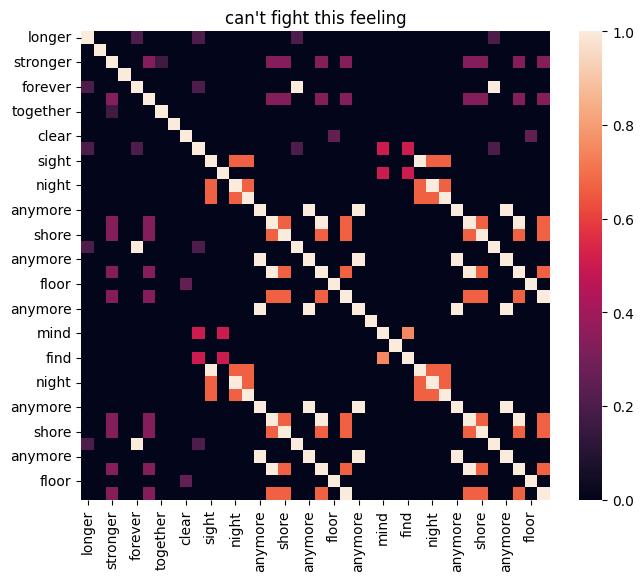 can't fight this feeling
longer
stronger
forever
together
clear
sight
night
anymore
shore
anymore
floor
anymore
mind
find
night
anymore
shore
anymore
floor
1.0
0.8
0.6
0.4
0.2
0.0
longer
stronger
forever
together
clear
sight
night
anymore
shore
anymore
floor
anymore
mind
find
night
anymore
shore
anymore
floor